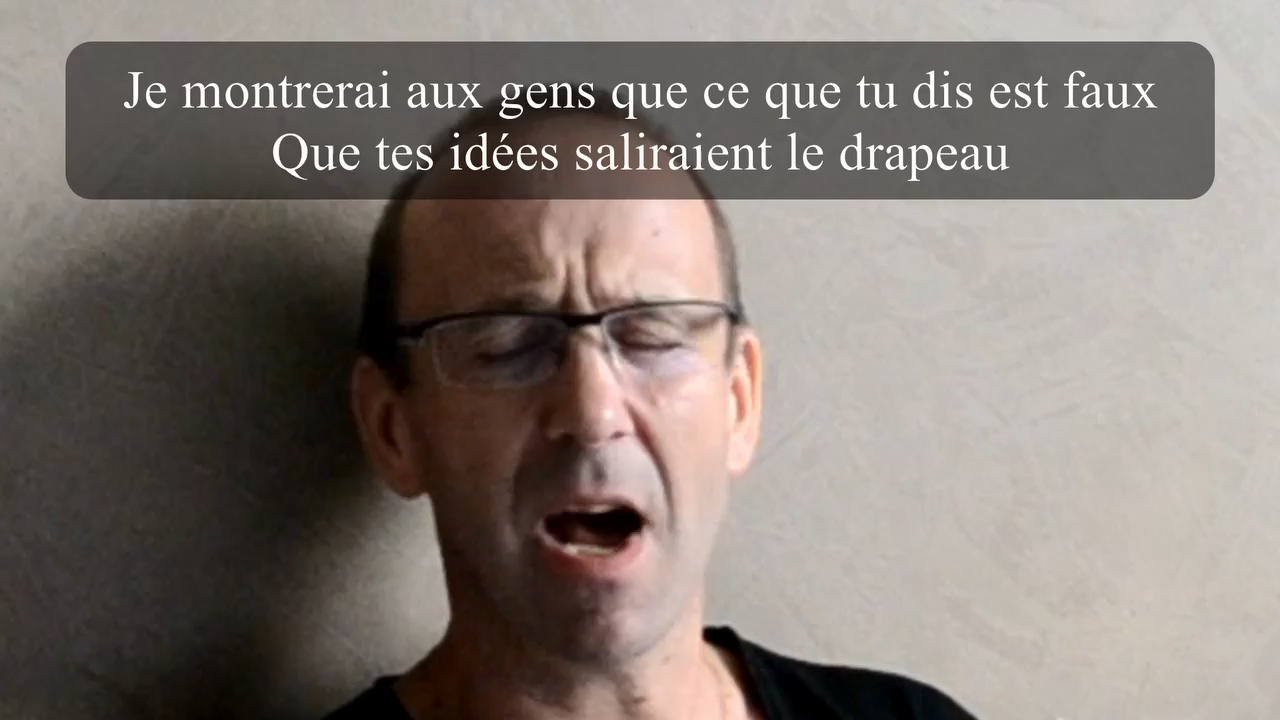 Je montrerai aux gens que ce que tu dis est faux
Que tes idées saliraient le drapeau